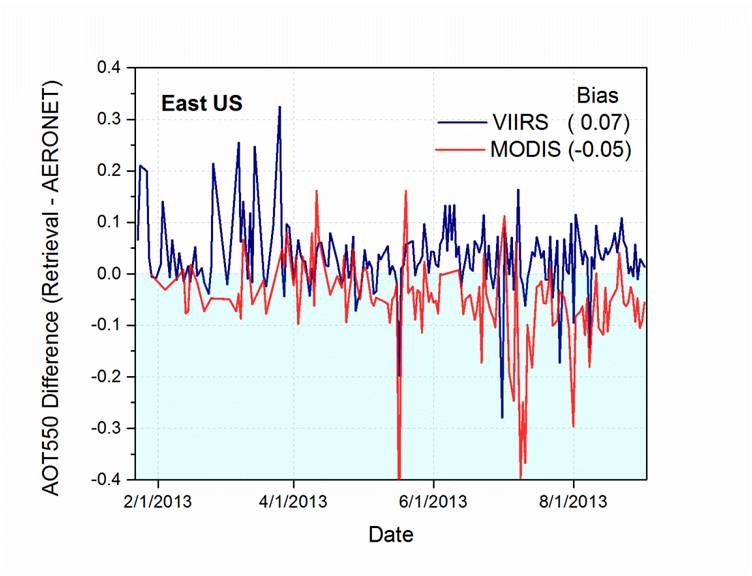 East US
Bias
VIIRS ( 0.07)
MODIS (-0.05)
0.4
0.3
0.2
0.1
0.0
-0.1
-0.2
-0.3
-0.4
AOT550 Difference (Retrieval - AERONET)
2/1/2013 4/1/2013 6/1/2013 8/1/2013
Date